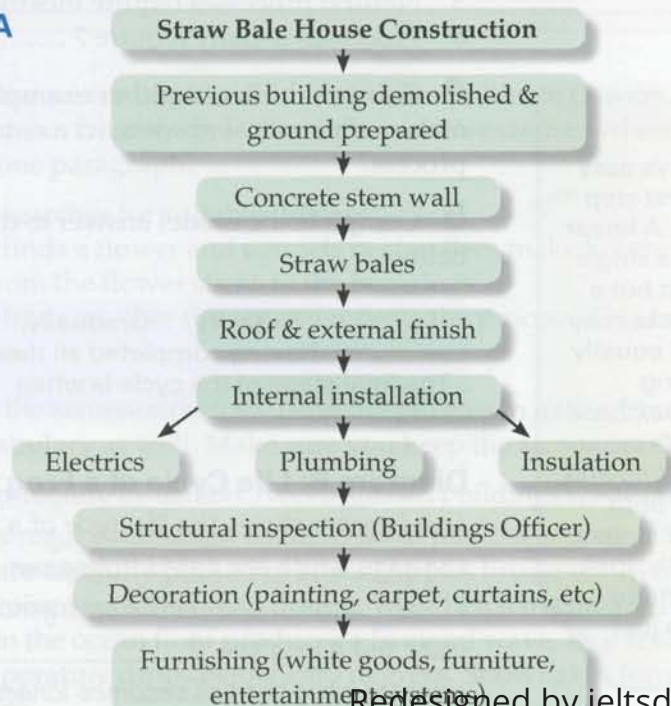 A
Straw Bale House Construction
Previous building demolished &
ground prepared
Concrete stem wall
Straw bales
Roof & external finish
Internal installation
Electrics
Plumbing
Insulation
Structural inspection (Buildings Officer)
Decoration (painting, carpet, curtains, etc)
Furnishing (white goods, furniture,
entertainment systems)
Redesigned by ieltsd